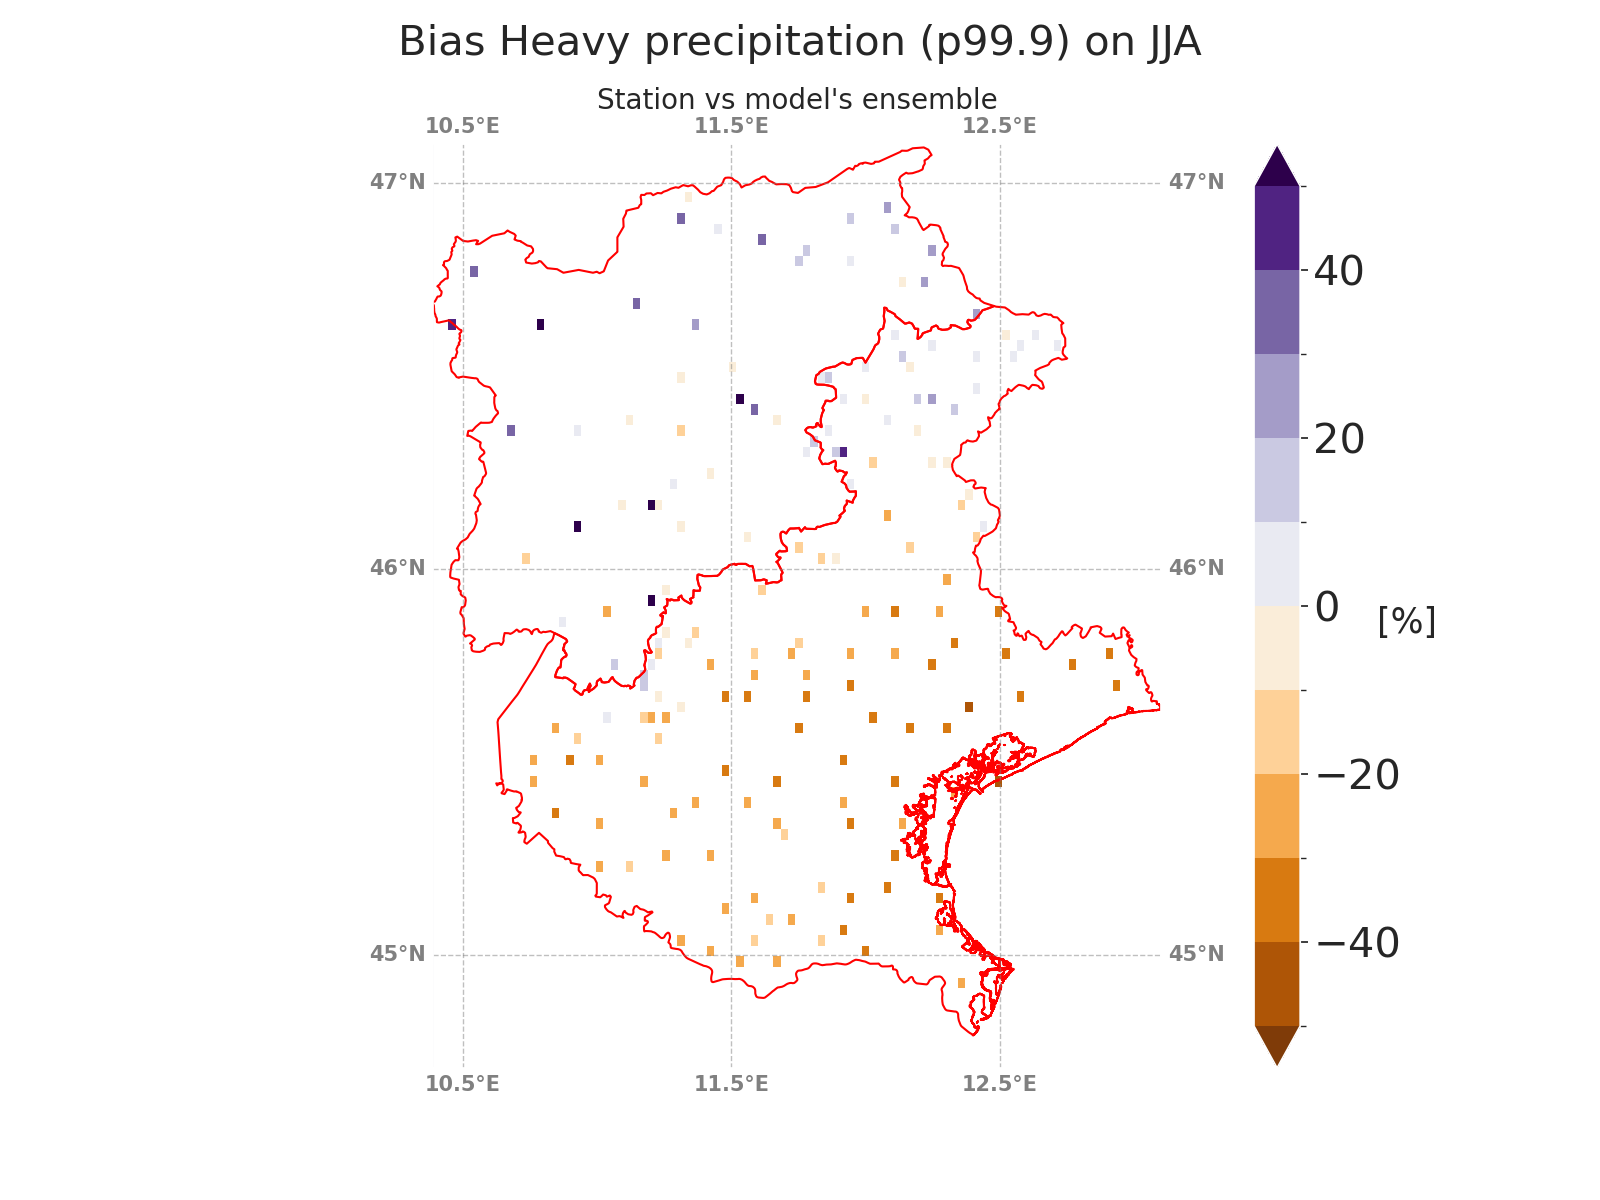 Bias Heavy precipitation (p99.9) on JJA
Station vs model's ensemble
10.5°E 11.5°E 12.5°E
47°N 47°N
46°N 46°N
45°N 45°N
10.5°E 11.5°E 12.5°E
40
20
0
[%]
−20
−40